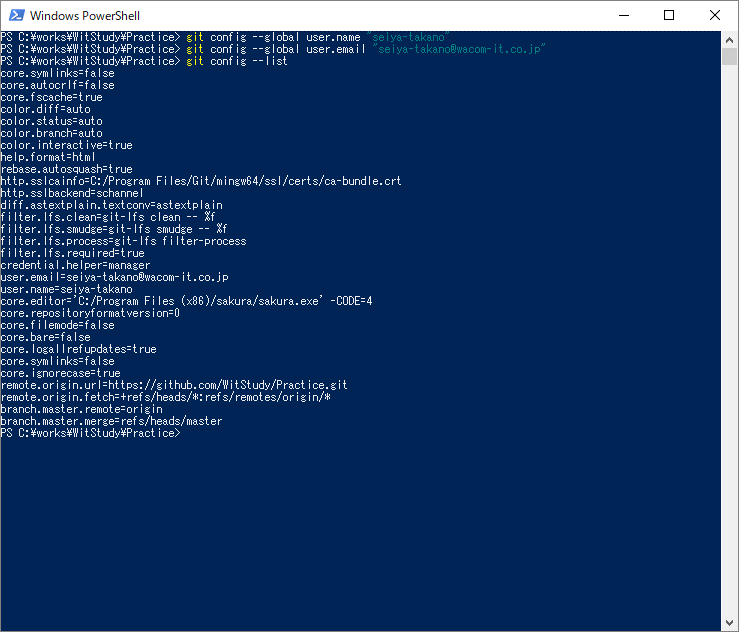 Windows PowerShell
PS C:¥works¥WitStudy¥Practice> git config --global user.name "seiya-takano"
PS C:¥works¥WitStudy¥Practice> git config --global user.email "seiya-takano@wacom-it.co.jp"
PS C:¥works¥WitStudy¥Practice> git config --list
core.symlinks=false
core.autocrlf=false
core.fscache=true
color.diff=auto
color.status=auto
color.branch=auto
color.interactive=true
help.format=html
rebase.autosquash=true
http.sslcainfo=C:/Program Files/Git/mingw64/ssl/certs/ca-bundle.crt
http.sslbackend=schannel
diff.astextplain.textconv=astextplain
filter.lfs.clean=git-lfs clean -- %f
filter.lfs.smudge=git-lfs smudge -- %f
filter.lfs.process=git-lfs filter-process
filter.lfs.required=true
credential.helper=manager
user.email=seiya-takano@wacom-it.co.jp
user.name=seiya-takano
core.editor='C:/Program Files (x86)/sakura/sakura.exe' -CODE=4
core.repositoryformatversion=0
core.filemode=false
core.bare=false
core.logallrefupdates=true
core.symlinks=false
core.ignorecase=true
remote.origin.url=https://github.com/WitStudy/Practice.git
remote.origin.fetch=+refs/heads/*:refs/remotes/origin/*
branch.master.remote=origin
branch.master.merge=refs/heads/master
PS C:¥works¥WitStudy¥Practice>